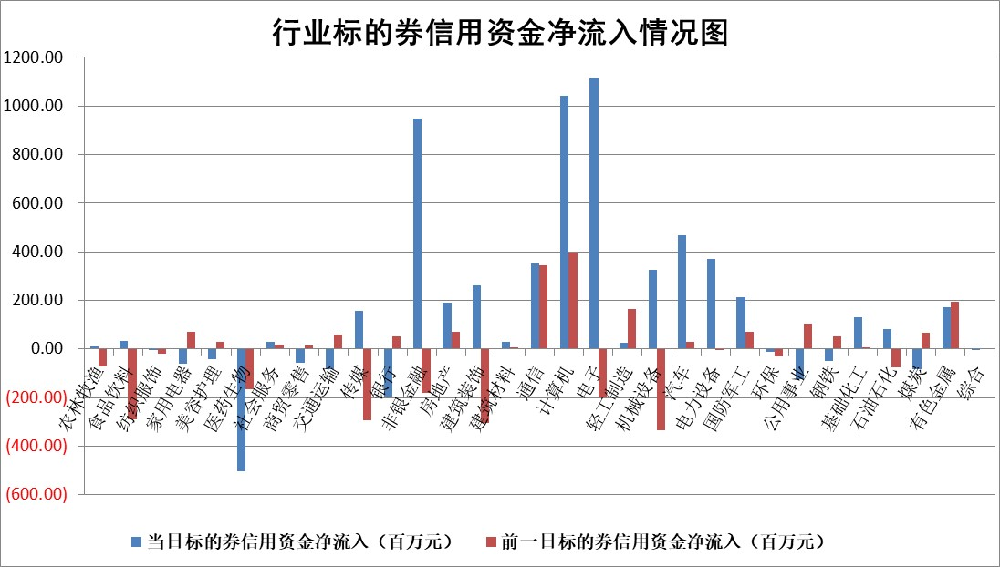 行业标的券信用资金净流入情况图
1200.00
1000.00
800.00
600.00
400.00
200.00
0.00
(200.00)
(400.00)
(600.00)
农林牧渔
食品饮料
纺织服饰
家用电器
美容护理
医药生物
社会服务
商贸零售
交通运输
传媒
银行
非银金融
房地产
建筑装饰
建筑材料
通信
计算机
电子
轻工制造
机械设备
汽车
电力设备
国防军工
环保
公用事业
钢铁
基础化工
石油石化
煤炭
有色金属
综合
当日标的券信用资金净流入（百万元）
前一日标的券信用资金净流入（百万元）